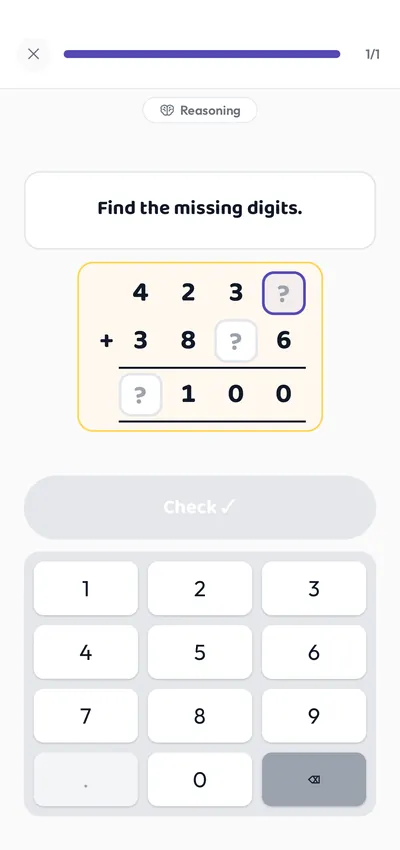 1/1
Reasoning
Find the missing digits.
4 2 3 ?
+ 3 8 ? 6
? 1 0 0
Check ✓
1 2 3
4 5 6
7 8 9
. 0